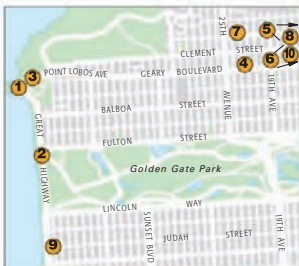 25TH
7
5
8
CLEMENT
STREET
10
3
POINT LOBOS AVE
GEARY
BOULEVARD
4
6
1
19TH AVE
BALBOA
STREET
AVENUE
GREAT
HIGHWAY
FULTON
STREET
2
Golden Gate Park
LINCOLN
WAY
SUNSET BLVD
19TH AVE
9
JUDAH
STREET